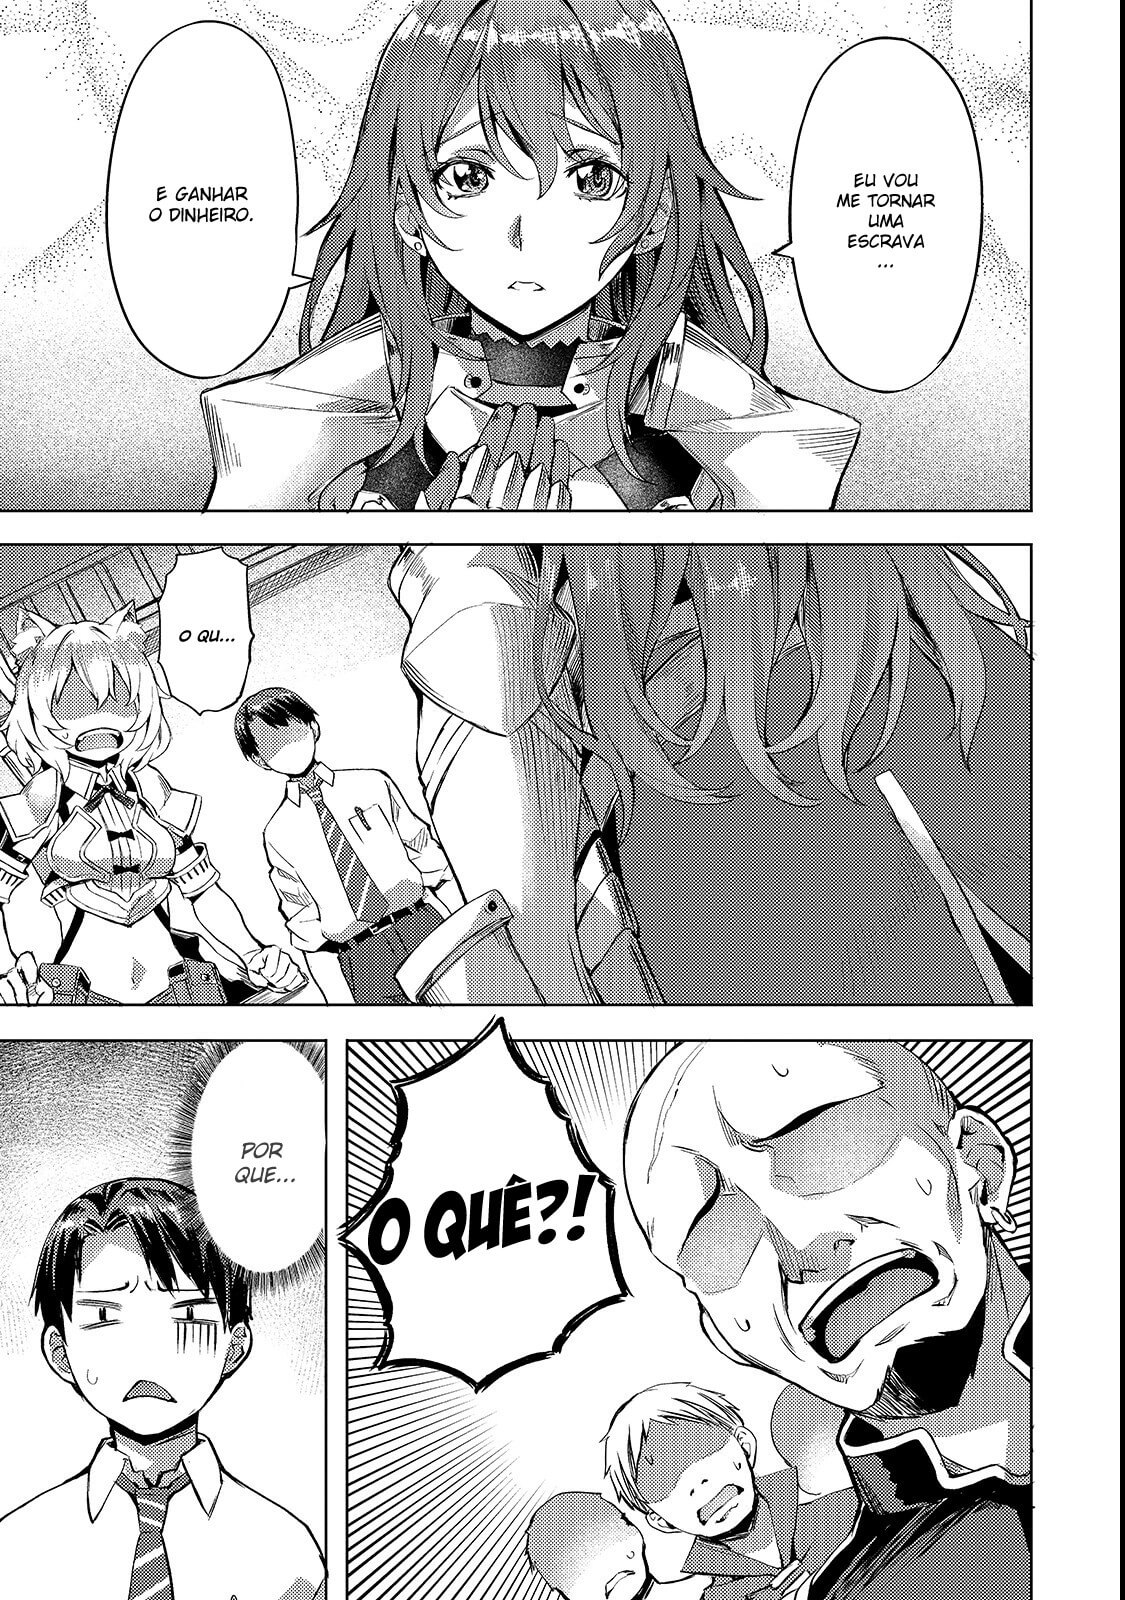 EU VOU
ME TORNAR
UMA
ESCRAVA
...
E GANHAR
O DINHEIRO.
O QU...
O QUÊ?!
POR
QUE...